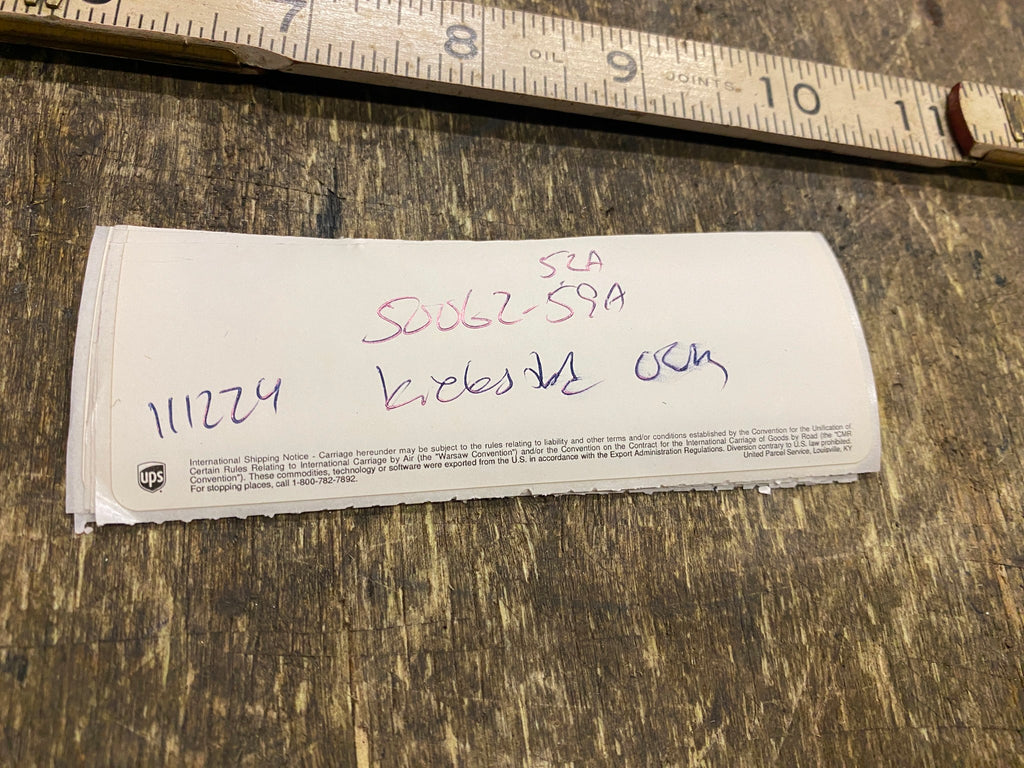 7 8 OIL 9 JOINTS 10 11
52A
50062-59A
111224
International Shipping Notice - Carriage hereunder may be subject to the rules relating to liability and other terms and/or conditions established by the Convention for the Unification of
Certain Rules Relating to International Carriage by Air (the "Warsaw Convention") and/or the Convention on the Contract for the International Carriage of Goods by Road (the "CMR
Convention"). These commodities, technology or software were exported from the U.S. in accordance with the Export Administration Regulations. Diversion contrary to U.S. law prohibited.
For stopping places, call 1-800-782-7892.
United Parcel Service, Louisville, KY
ups